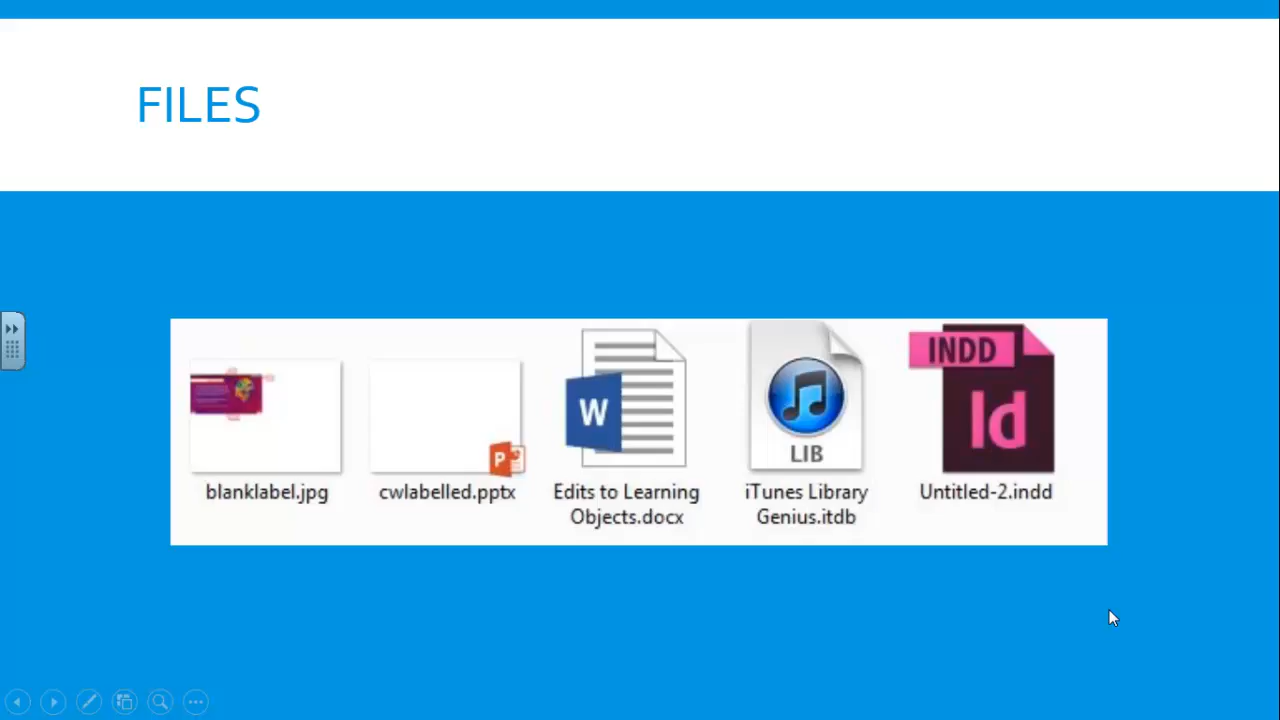 FILES
INDD
W
Id
P
LIB
blanklabel.jpg
cwlabelled.pptx
Edits to Learning
Objects.docx
iTunes Library
Genius.itdb
Untitled-2.indd